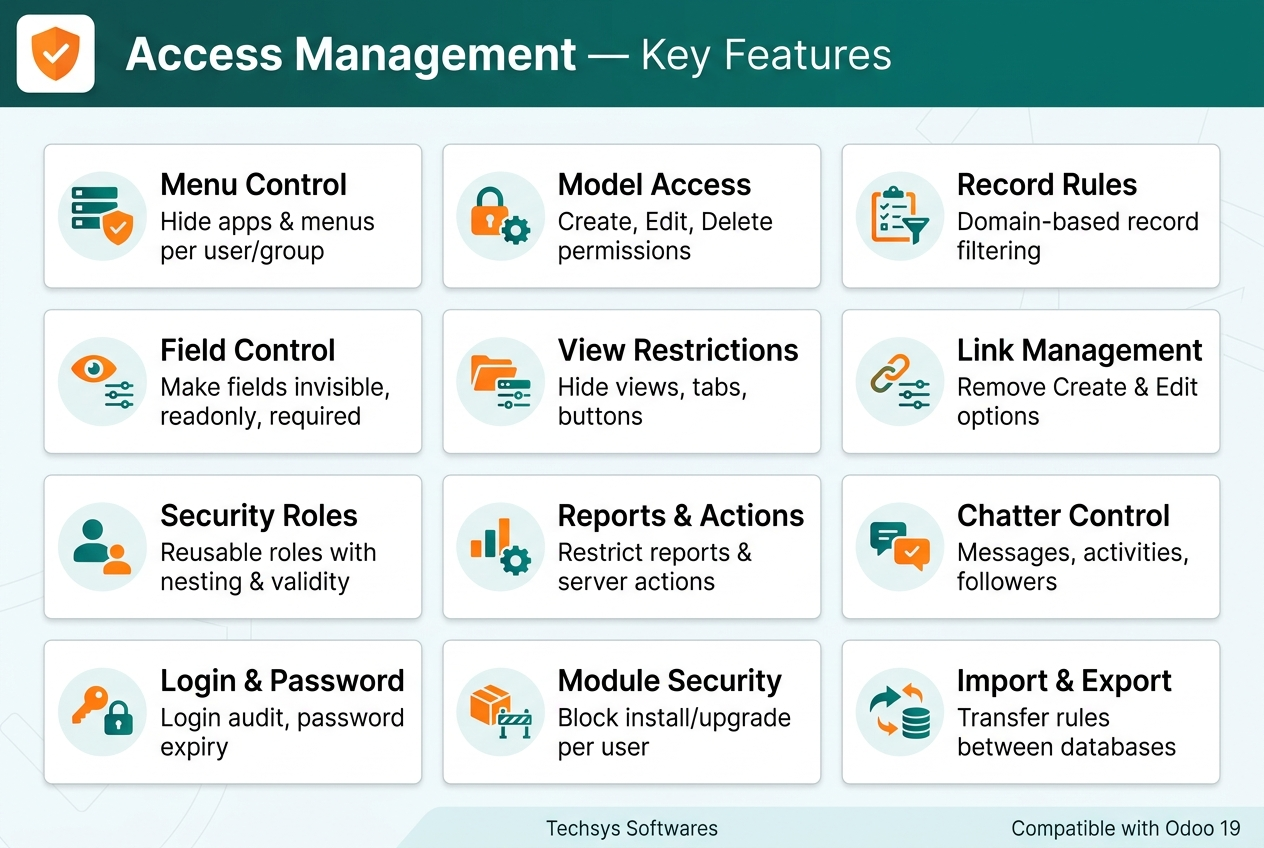 Access Management — Key Features
Menu Control
Hide apps & menus
per user/group
Model Access
Create, Edit, Delete
permissions
Record Rules
Domain-based record
filtering
Field Control
Make fields invisible,
readonly, required
View Restrictions
Hide views, tabs,
buttons
Link Management
Remove Create & Edit
options
Security Roles
Reusable roles with
nesting & validity
Reports & Actions
Restrict reports &
server actions
Chatter Control
Messages, activities,
followers
Login & Password
Login audit, password
expiry
Module Security
Block install/upgrade
per user
Import & Export
Transfer rules
between databases
Techsys Softwares
Compatible with Odoo 19